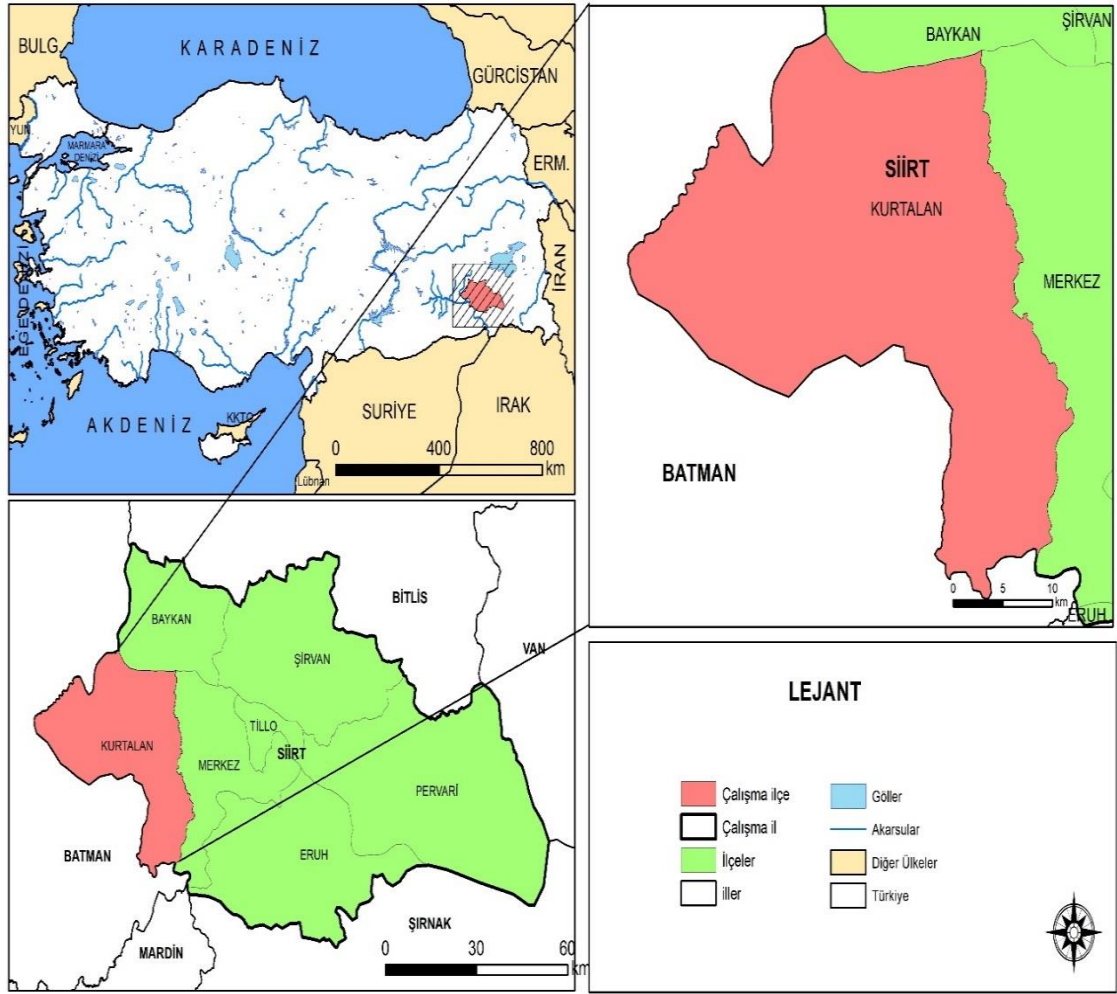 BULG.
KARADENİZ
GÜRCİSTAN
YUN.
MARMARA
DENİZİ
ERM.
EGE DENİZİ
İRAN
AKDENİZ
KKTC
SURİYE
IRAK
Lübnan
0 400 800
km
BAYKAN
ŞİRVAN
SİİRT
KURTALAN
MERKEZ
BATMAN
0 5 10
km
ERUH
BİTLİS
BAYKAN
ŞİRVAN
VAN
TİLLO
KURTALAN
SİİRT
MERKEZ
PERVARİ
ERUH
BATMAN
ŞIRNAK
MARDİN
0 30 60
km
LEJANT
Çalışma ilçe
Çalışma il
İlçeler
iller
Göller
Akarsular
Diğer Ülkeler
Türkiye